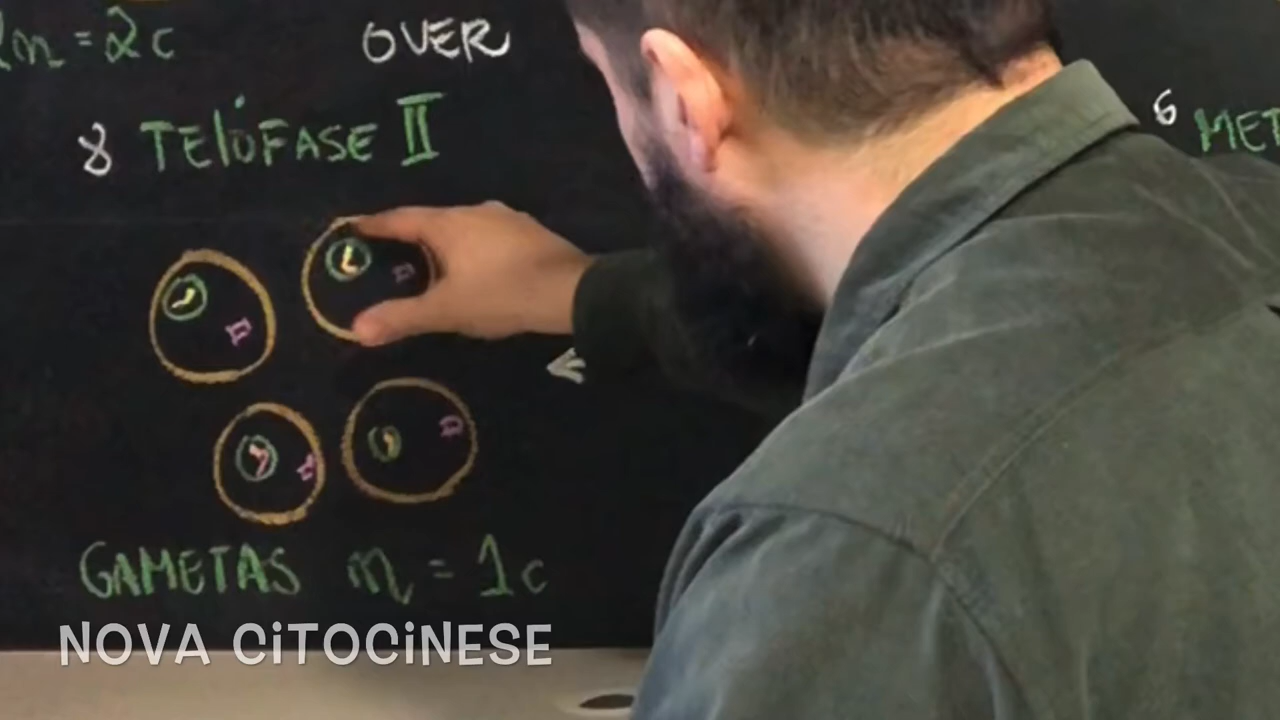 2n = 2c
OVER
8 TELÓFASE II
6 MET
GAMETAS n = 1c
NOVA CiTOCiNESE